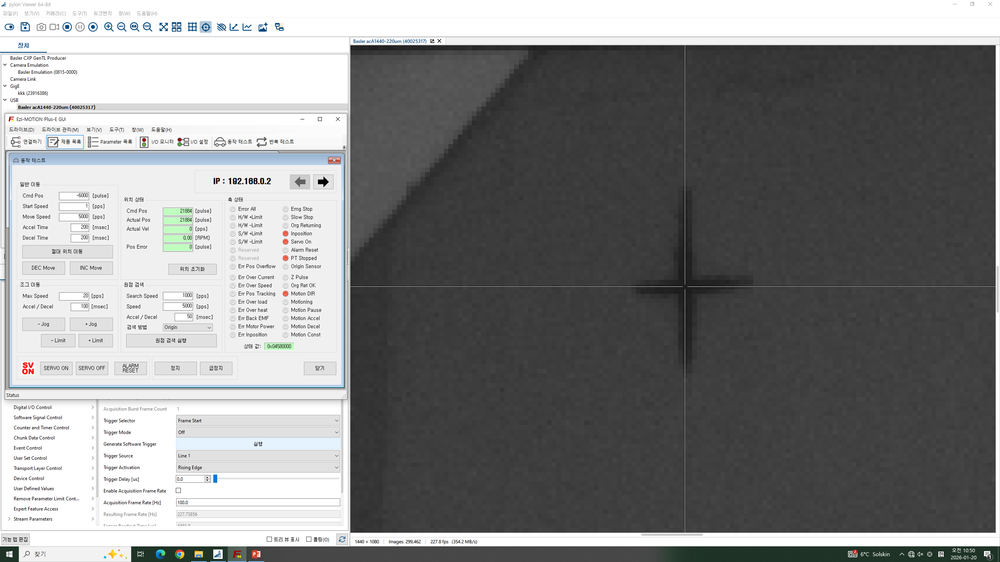 pylon Viewer 64-Bit
파일(F) 보기(V) 카메라(C) 도구(T) 워크벤치 창(W) 도움말(H)
100
장치
Basler CXP GenTL Producer
Camera Emulation
Basler Emulation (0815-0000)
Camera Link
GigE
kkk (23916386)
USB
Basler acA1440-220um (40025317)
Basler acA1440-220um (40025317)
Ezi-MOTION Plus-E GUI
드라이브(D) 드라이브 관리(M) 보기(V) 도구(T) 창(W) 도움말(H)
연결하기 제품 목록 Parameter 목록 I/O 모니터 I/O 설정 동작 테스트 반복 테스트
동작 테스트
IP : 192.168.0.2
일반 이동
Cmd Pos -6000 [pulse]
Start Speed 1 [pps]
Move Speed 5000 [pps]
Accel Time 200 [msec]
Decel Time 200 [msec]
절대 위치 이동
DEC Move INC Move
위치 상태
Cmd Pos 21884 [pulse]
Actual Pos 21884 [pulse]
Actual Vel 0 [pps]
0,00 [RPM]
Pos Error 0 [pulse]
위치 초기화
조그 이동
Max Speed 20 [pps]
Accel / Decel 100 [msec]
- Jog + Jog
- Limit + Limit
원점 검색
Search Speed 1000 [pps]
Speed 5000 [pps]
Accel / Decel 50 [msec]
검색 방법 Origin
원점 검색 실행
축 상태
Error All Emg Stop
H/W +Limit Slow Stop
H/W -Limit Org Returning
S/W +Limit Inposition
S/W -Limit Servo On
Reserved Alarm Reset
Reserved PT Stopped
Err Pos Overflow Origin Sensor
Err Over Current Z Pulse
Err Over Speed Org Ret OK
Err Pos Tracking Motion DIR
Err Over load Motioning
Err Over heat Motion Pause
Err Back EMF Motion Accel
Err Motor Power Motion Decel
Err Inposition Motion Const
상태 값: 0x04580000
SV ON SERVO ON SERVO OFF ALARM RESET 정지 급정지 닫기
Status
Digital I/O Control
Software Signal Control
Counter and Timer Control
Chunk Data Control
Event Control
User Set Control
Transport Layer Control
Device Control
User Defined Values
Remove Parameter Limit Cont...
Expert Feature Access
Stream Parameters
Acquisition Burst Frame Count 1
Trigger Selector Frame Start
Trigger Mode Off
Generate Software Trigger 실행
Trigger Source Line 1
Trigger Activation Rising Edge
Trigger Delay [us] 0.0
Enable Acquisition Frame Rate
Acquisition Frame Rate [Hz] 100.0
Resulting Frame Rate [Hz] 227.73856
Sensor Readout Time [us] 4391.0
기능 탭 편집 트리 뷰 표시 폴링(O)
1440 × 1080 Images: 299,462 227.8 fps (354.2 MB/s)
찾기
2 6°C Solskin 한 오전 10:50
2026-01-20 1